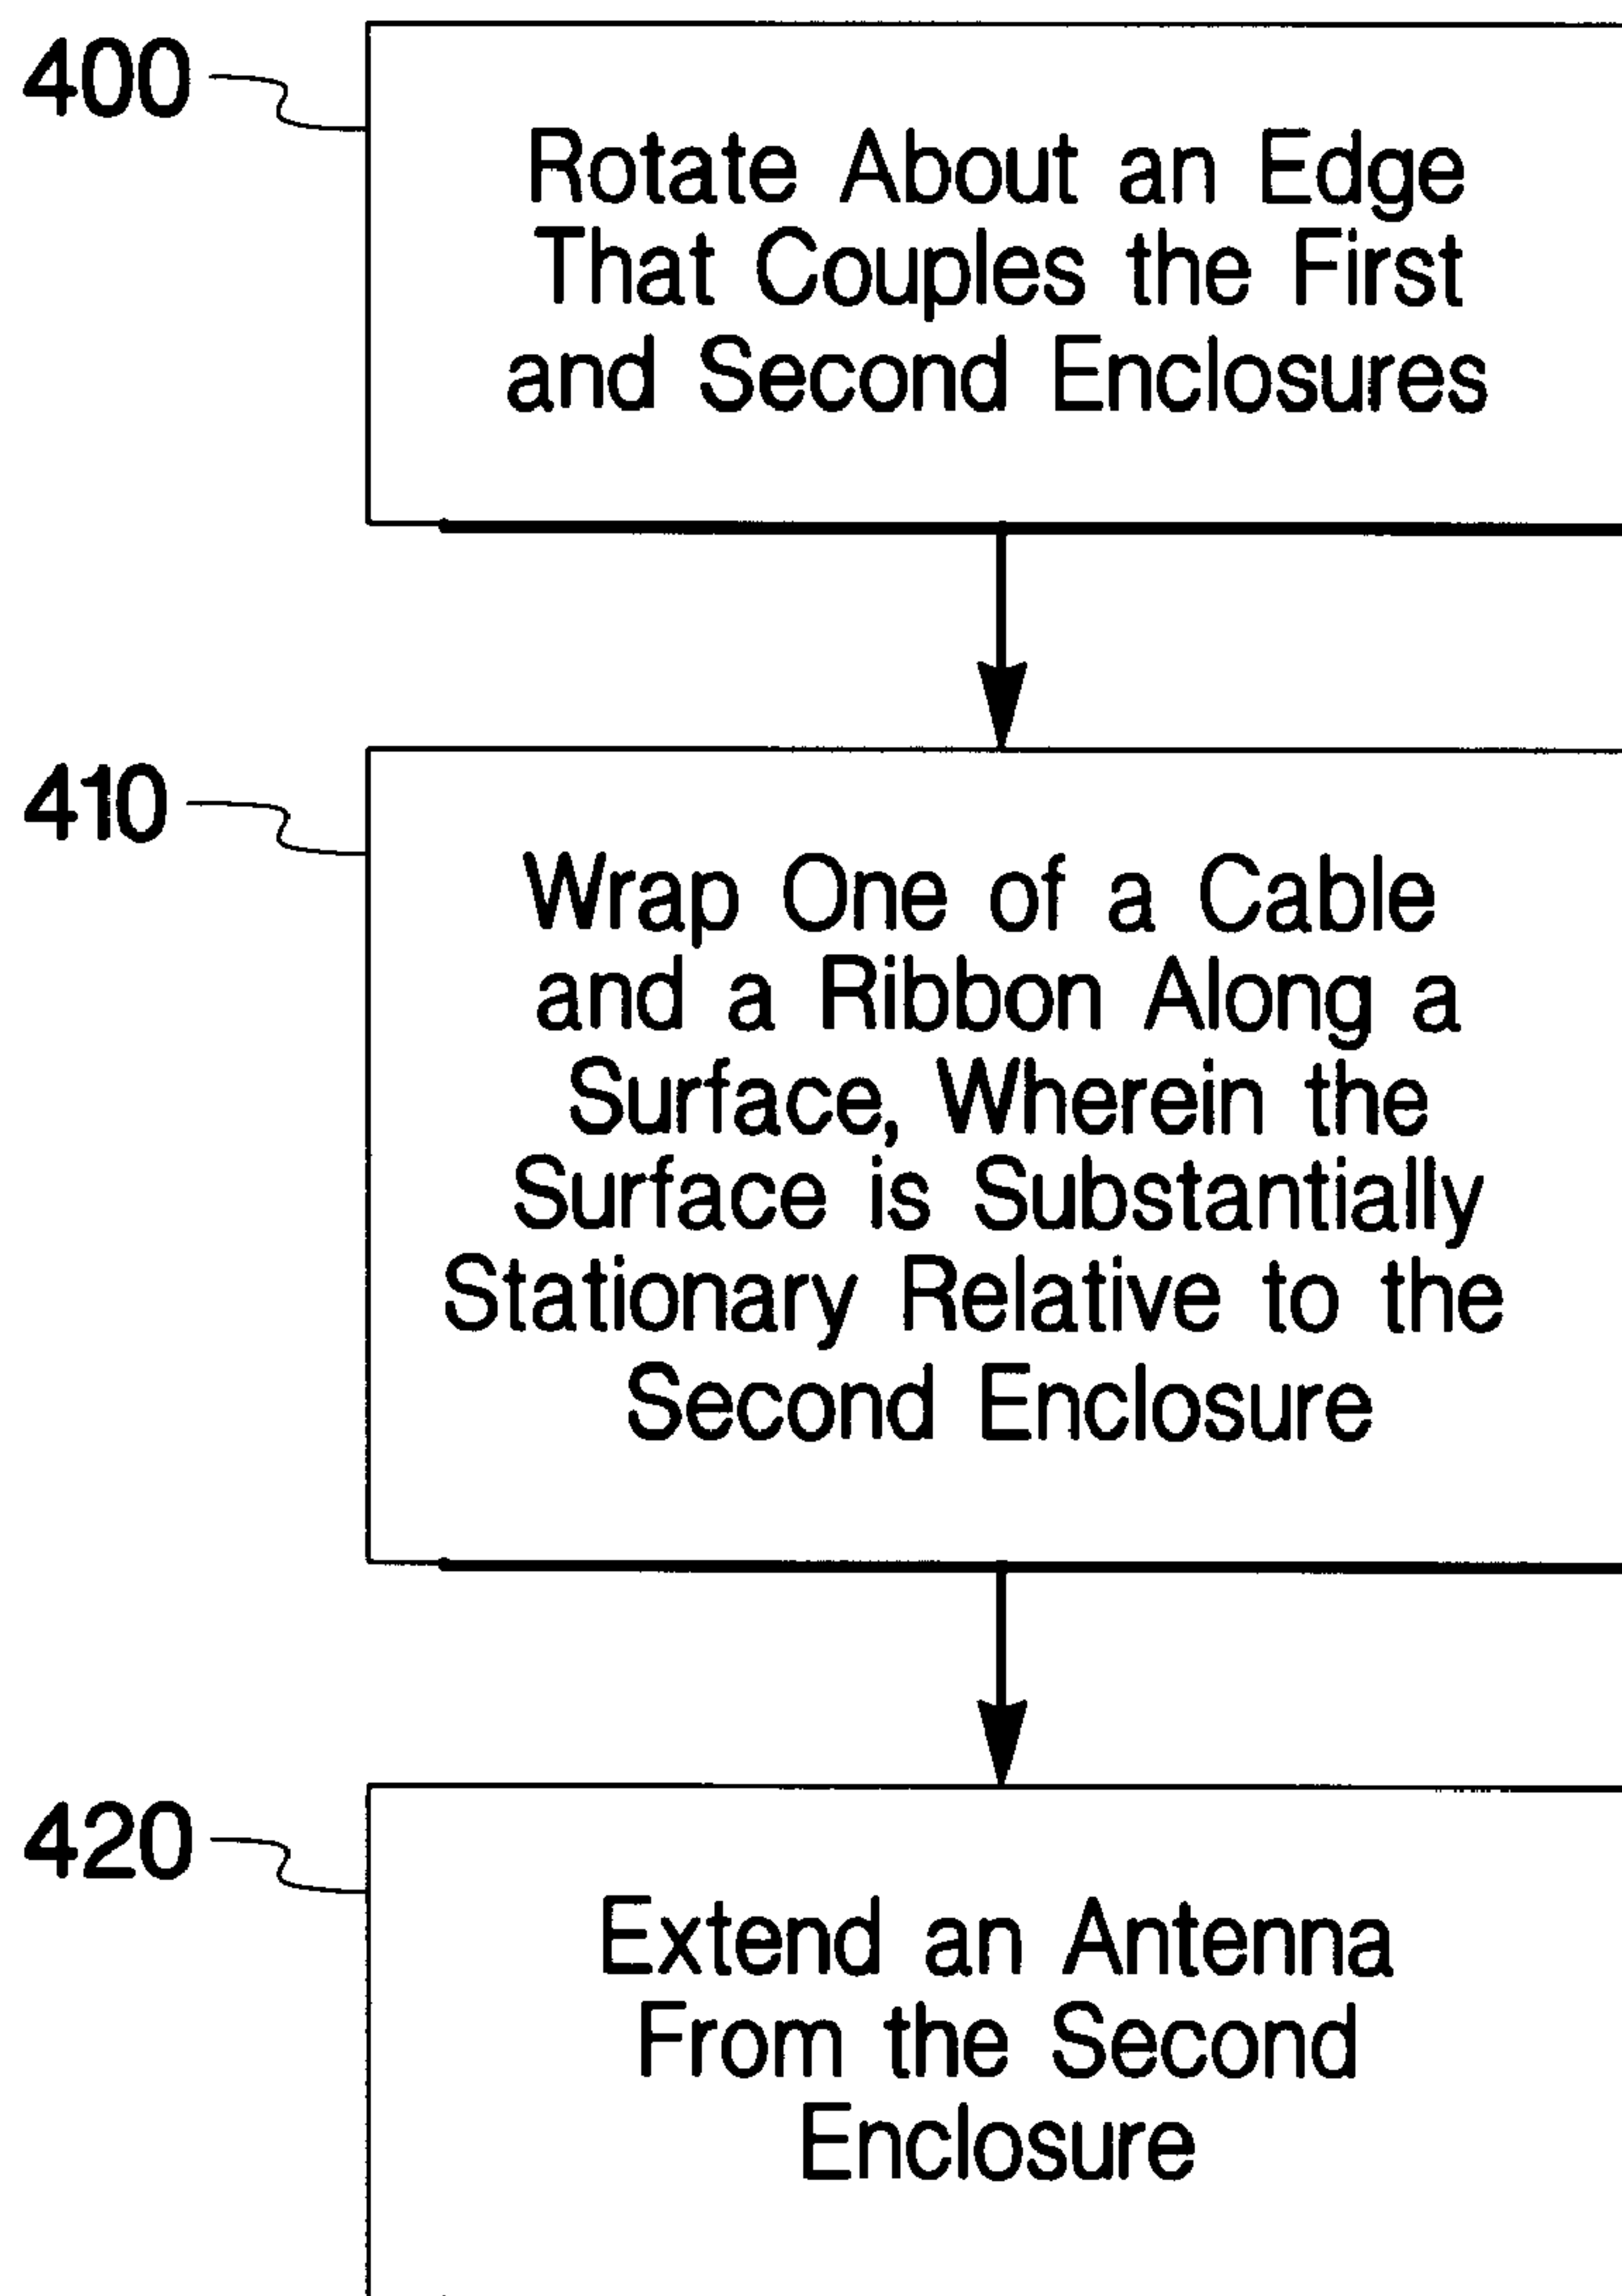 400
Rotate About an Edge
That Couples the First
and Second Enclosures
410
Wrap One of a Cable
and a Ribbon Along a
Surface, Wherein the
Surface is Substantially
Stationary Relative to the
Second Enclosure
420
Extend an Antenna
From the Second
Enclosure